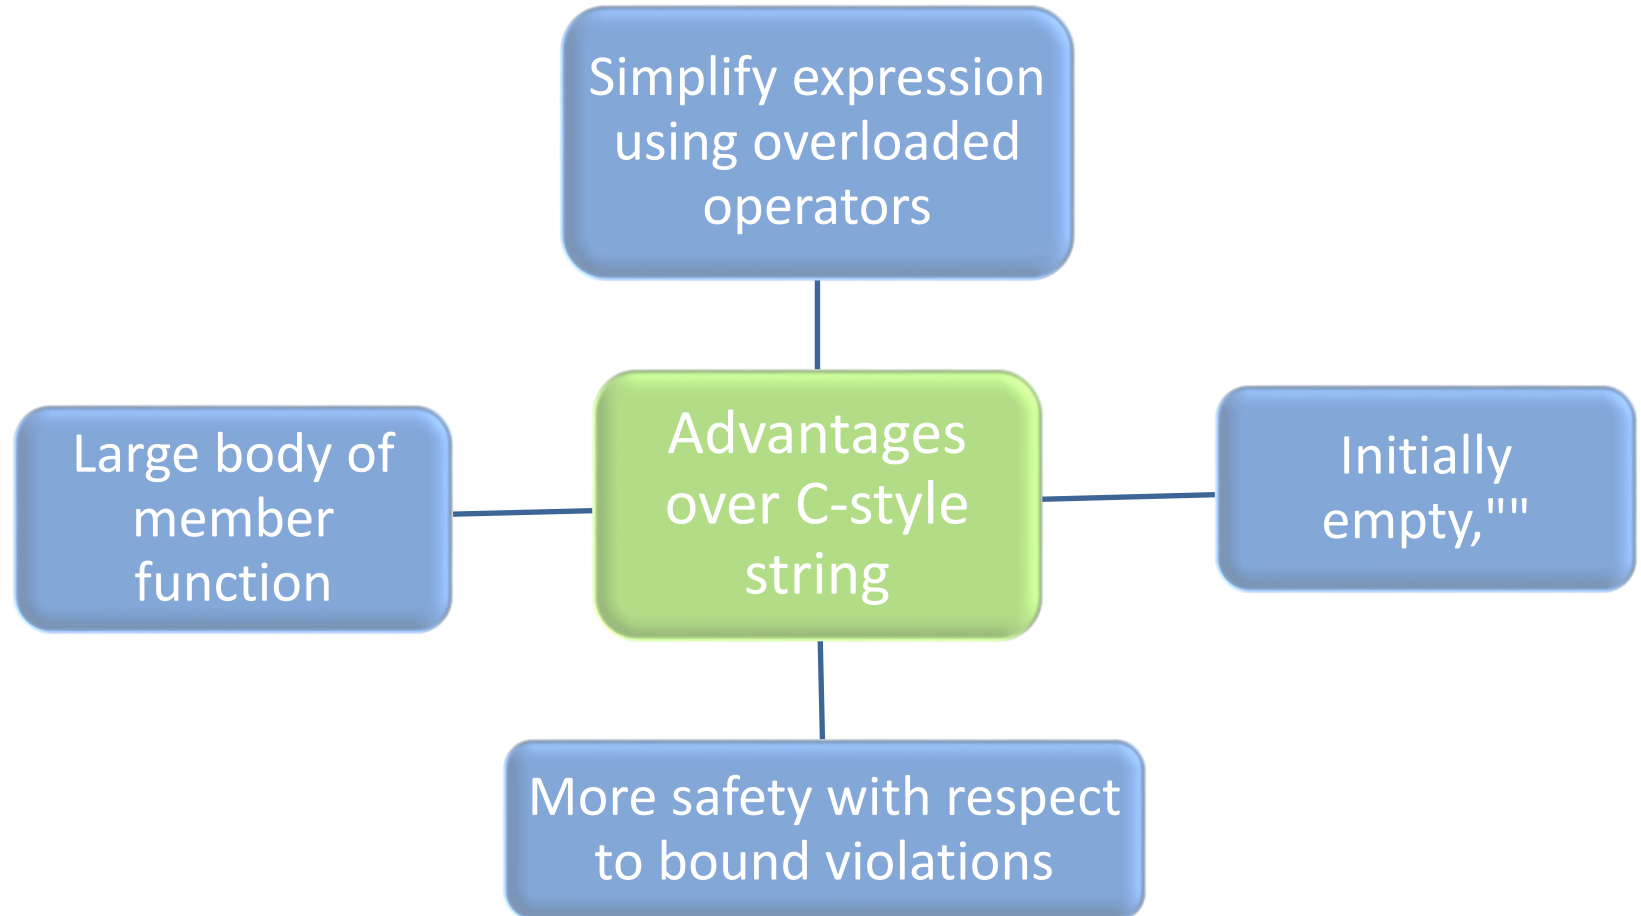 Simplify expression
using overloaded
operators
Large body of
member
function
Advantages
over C-style
string
Initially
empty,""
More safety with respect
to bound violations